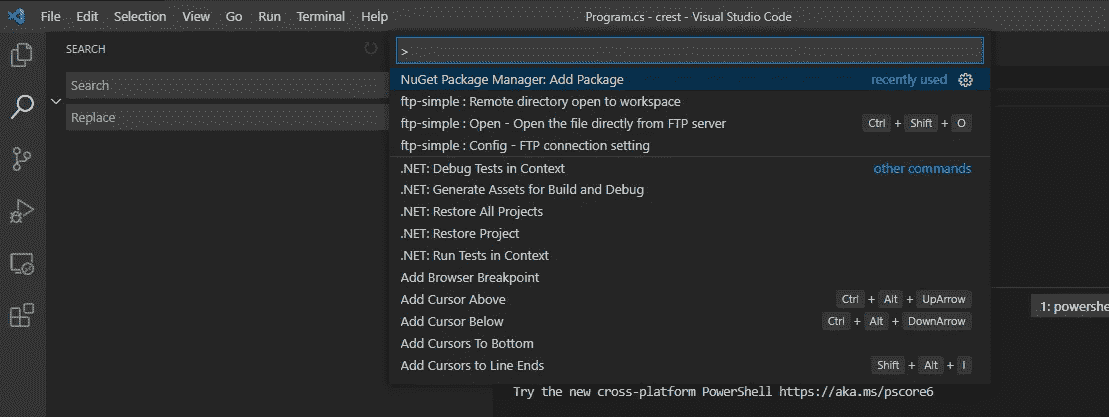 File Edit Selection View Go Run Terminal Help Program.cs - crest - Visual Studio Code
SEARCH
Search
Replace
>
NuGet Package Manager: Add Package recently used
ftp-simple : Remote directory open to workspace
ftp-simple : Open - Open the file directly from FTP server Ctrl + Shift + O
ftp-simple : Config - FTP connection setting
.NET: Debug Tests in Context other commands
.NET: Generate Assets for Build and Debug
.NET: Restore All Projects
.NET: Restore Project
.NET: Run Tests in Context
Add Browser Breakpoint
Add Cursor Above Ctrl + Alt + UpArrow
Add Cursor Below Ctrl + Alt + DownArrow
Add Cursors To Bottom
Add Cursors to Line Ends Shift + Alt + I
1: powershe
Try the new cross-platform PowerShell https://aka.ms/pscore6